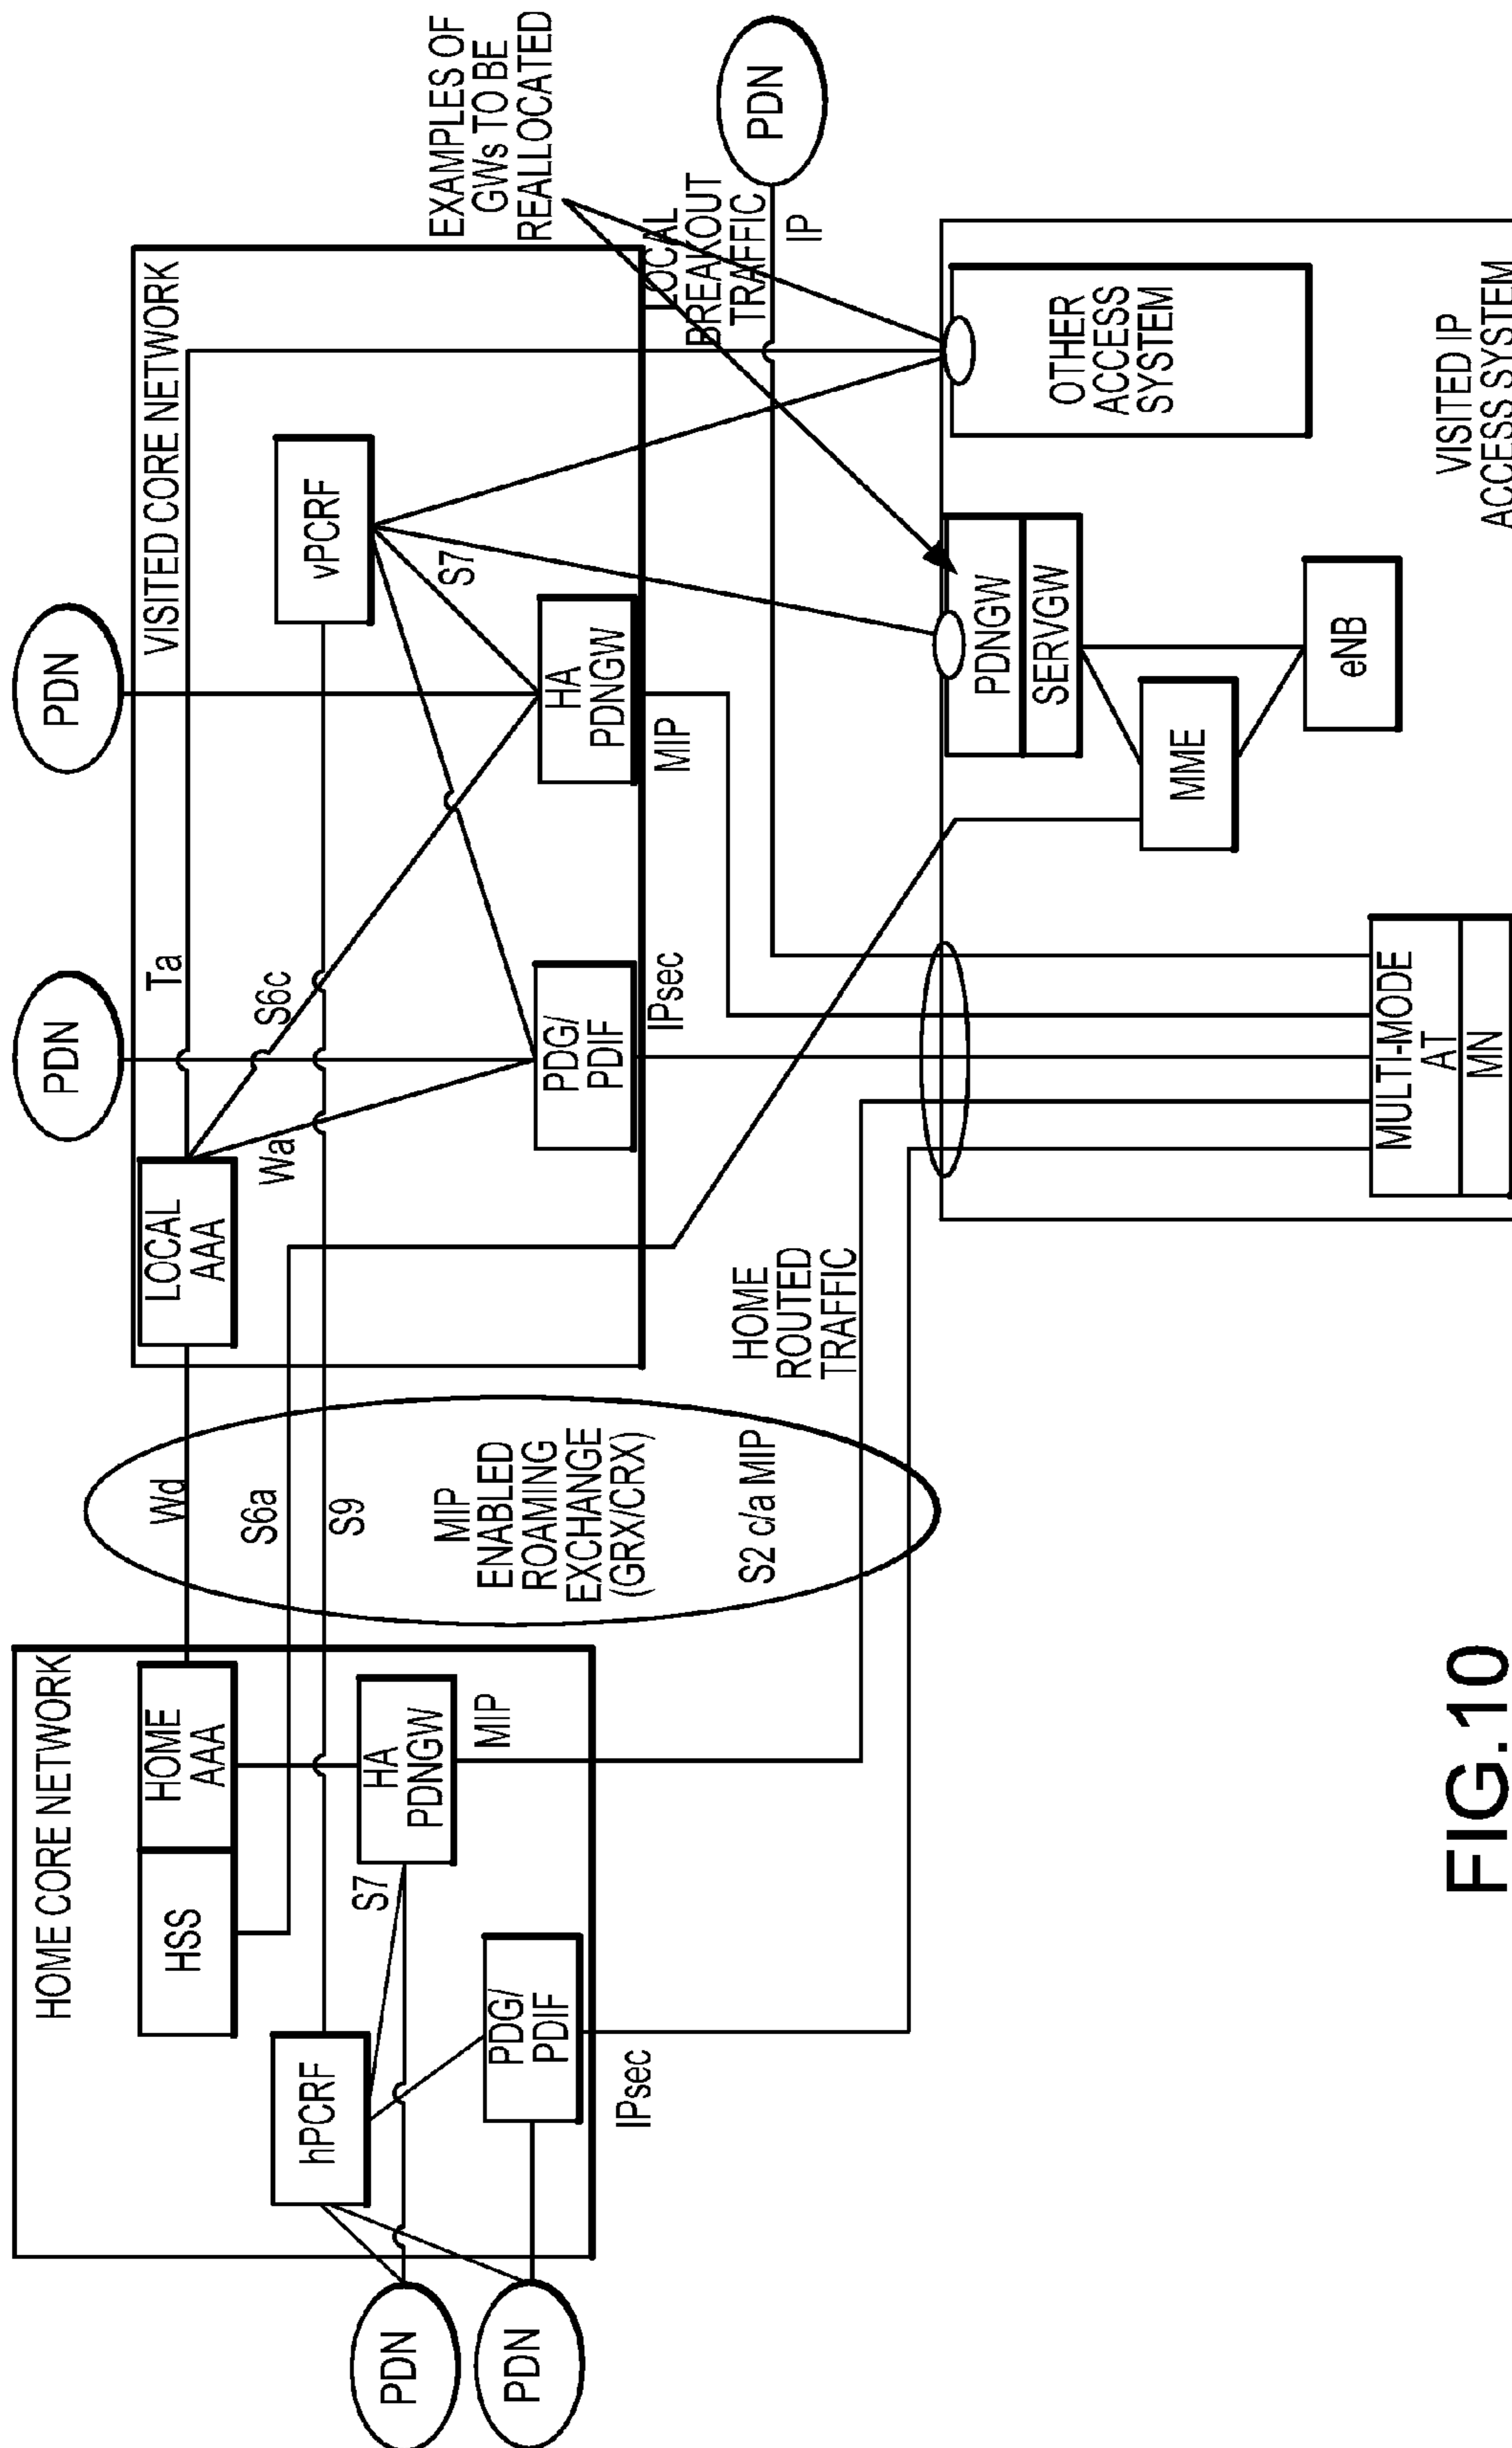 HOME CORE NETWORK
HSS
HOME
AAA
hPCRF
S7
HA
PDNGW
MIP
PDG/
PDIF
IPsec
PDN
PDN
Wd
S6a
S9
MIP
ENABLED
ROAMING
EXCHANGE
(GRX/CRX)
S2 c/a MIP
HOME
ROUTED
TRAFFIC
PDN
PDN
VISITED CORE NETWORK
LOCAL
AAA
Ta
Wa
S6c
vPCRF
S7
PDG/
PDIF
IPsec
HA
PDNGW
MIP
EXAMPLES OF
GWs TO BE
REALLOCATED
LOCAL
BREAKOUT
TRAFFIC
IP
PDN
PDNGW
SERVGW
OTHER
ACCESS
SYSTEM
MME
eNB
MULTI-MODE
AT
MN
VISITED IP
ACCESS SYSTEM
FIG.10